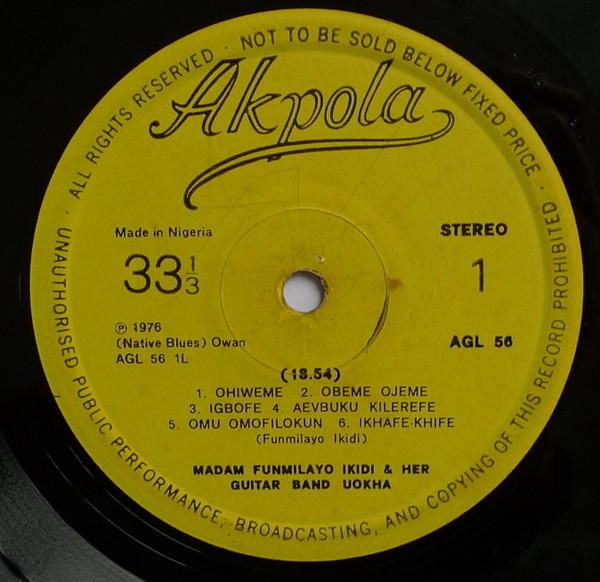 ALL RIGHTS RESERVED · NOT TO BE SOLD BELOW FIXED PRICE ·
UNAUTHORISED PUBLIC PERFORMANCE, BROADCASTING, AND COPYING OF THIS RECORD PROHIBITED
Akpola
Made in Nigeria
STEREO
33 1/3
1
℗ 1976
(Native Blues) Owan
AGL 56 1L
AGL 56
(18.54)
1. OHIWEME 2. OBEME OJEME
3. IGBOFE 4. AEVBUKU KILEREFE
5. OMU OMOFILOKUN 6. IKHAFE-KHIFE
(Funmilayo Ikidi)
MADAM FUNMILAYO IKIDI & HER
GUITAR BAND UOKHA